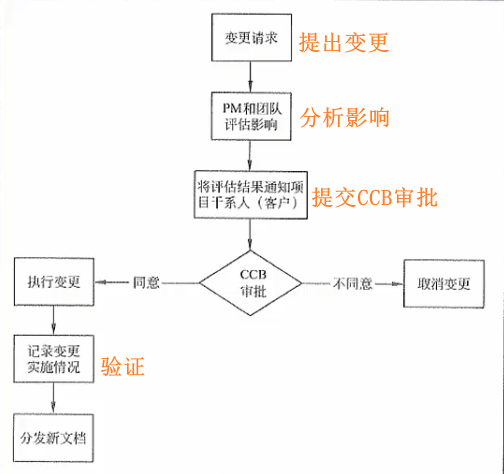 变更请求
提出变更
PM和团队
评估影响
分析影响
将评估结果通知项
目干系人（客户）
提交CCB审批
CCB
审批
同意
不同意
执行变更
取消变更
记录变更
实施情况
验证
分发新文档